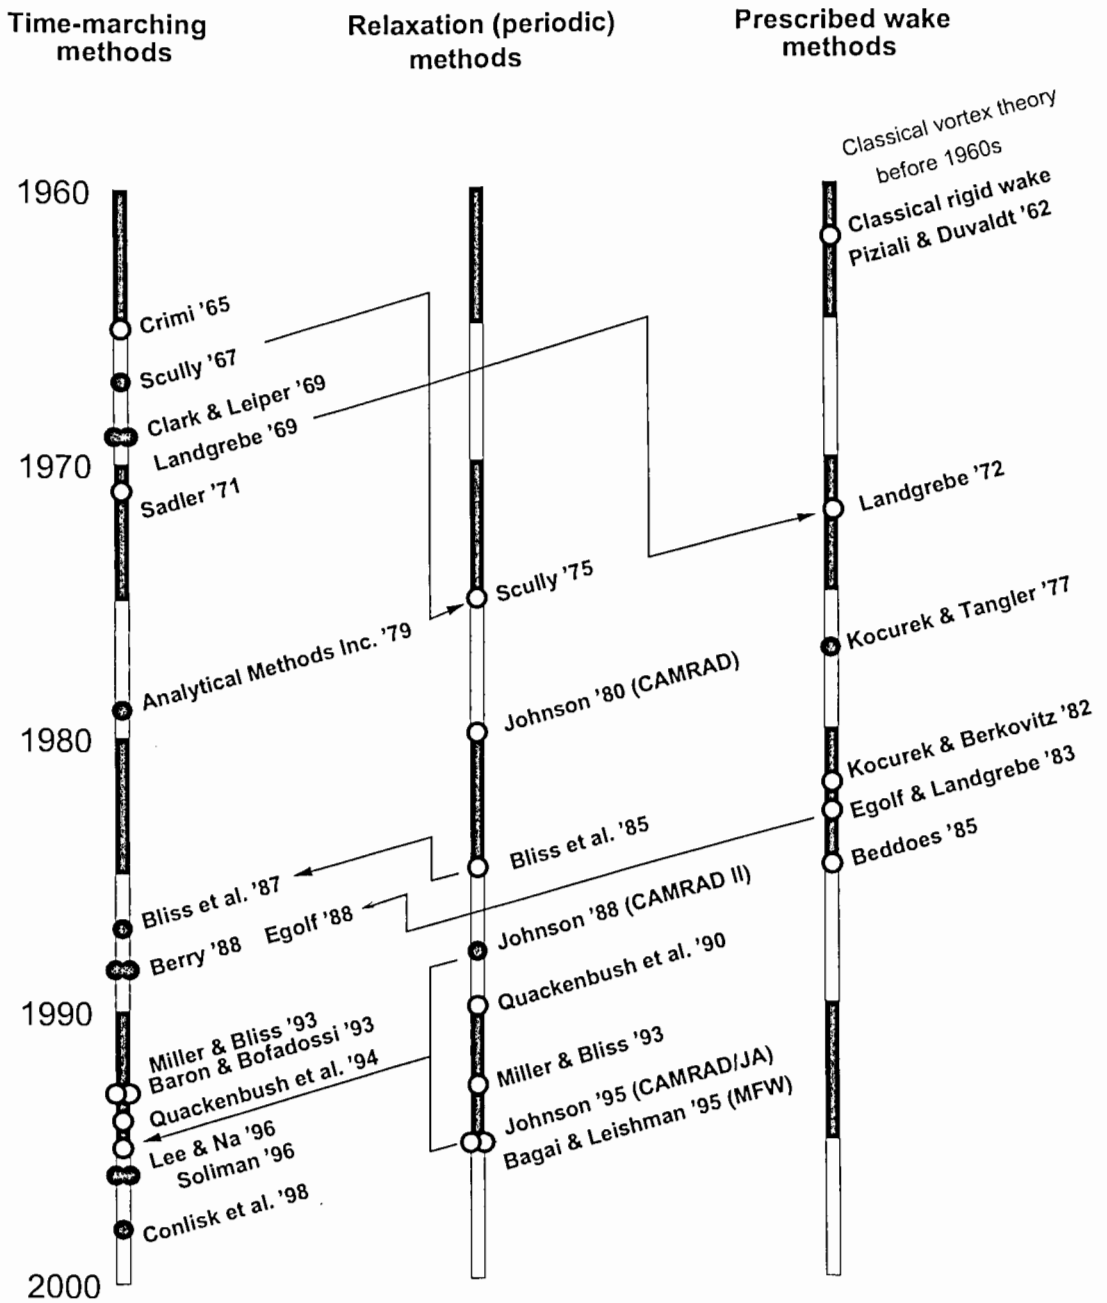 Time-marching
methods
Relaxation (periodic)
methods
Prescribed wake
methods
1960
1970
1980
1990
2000
Crimi '65
Scully '67
Clark & Leiper '69
Landgrebe '69
Sadler '71
Analytical Methods Inc. '79
Bliss et al. '87
Berry '88
Egolf '88
Miller & Bliss '93
Baron & Bofadossi '93
Quackenbush et al. '94
Lee & Na '96
Soliman '96
Conlisk et al. '98
Scully '75
Johnson '80 (CAMRAD)
Bliss et al. '85
Johnson '88 (CAMRAD II)
Quackenbush et al. '90
Miller & Bliss '93
Johnson '95 (CAMRAD/JA)
Bagai & Leishman '95 (MFW)
Classical vortex theory
before 1960s
Classical rigid wake
Piziali & Duvaldt '62
Landgrebe '72
Kocurek & Tangler '77
Kocurek & Berkovitz '82
Egolf & Landgrebe '83
Beddoes '85